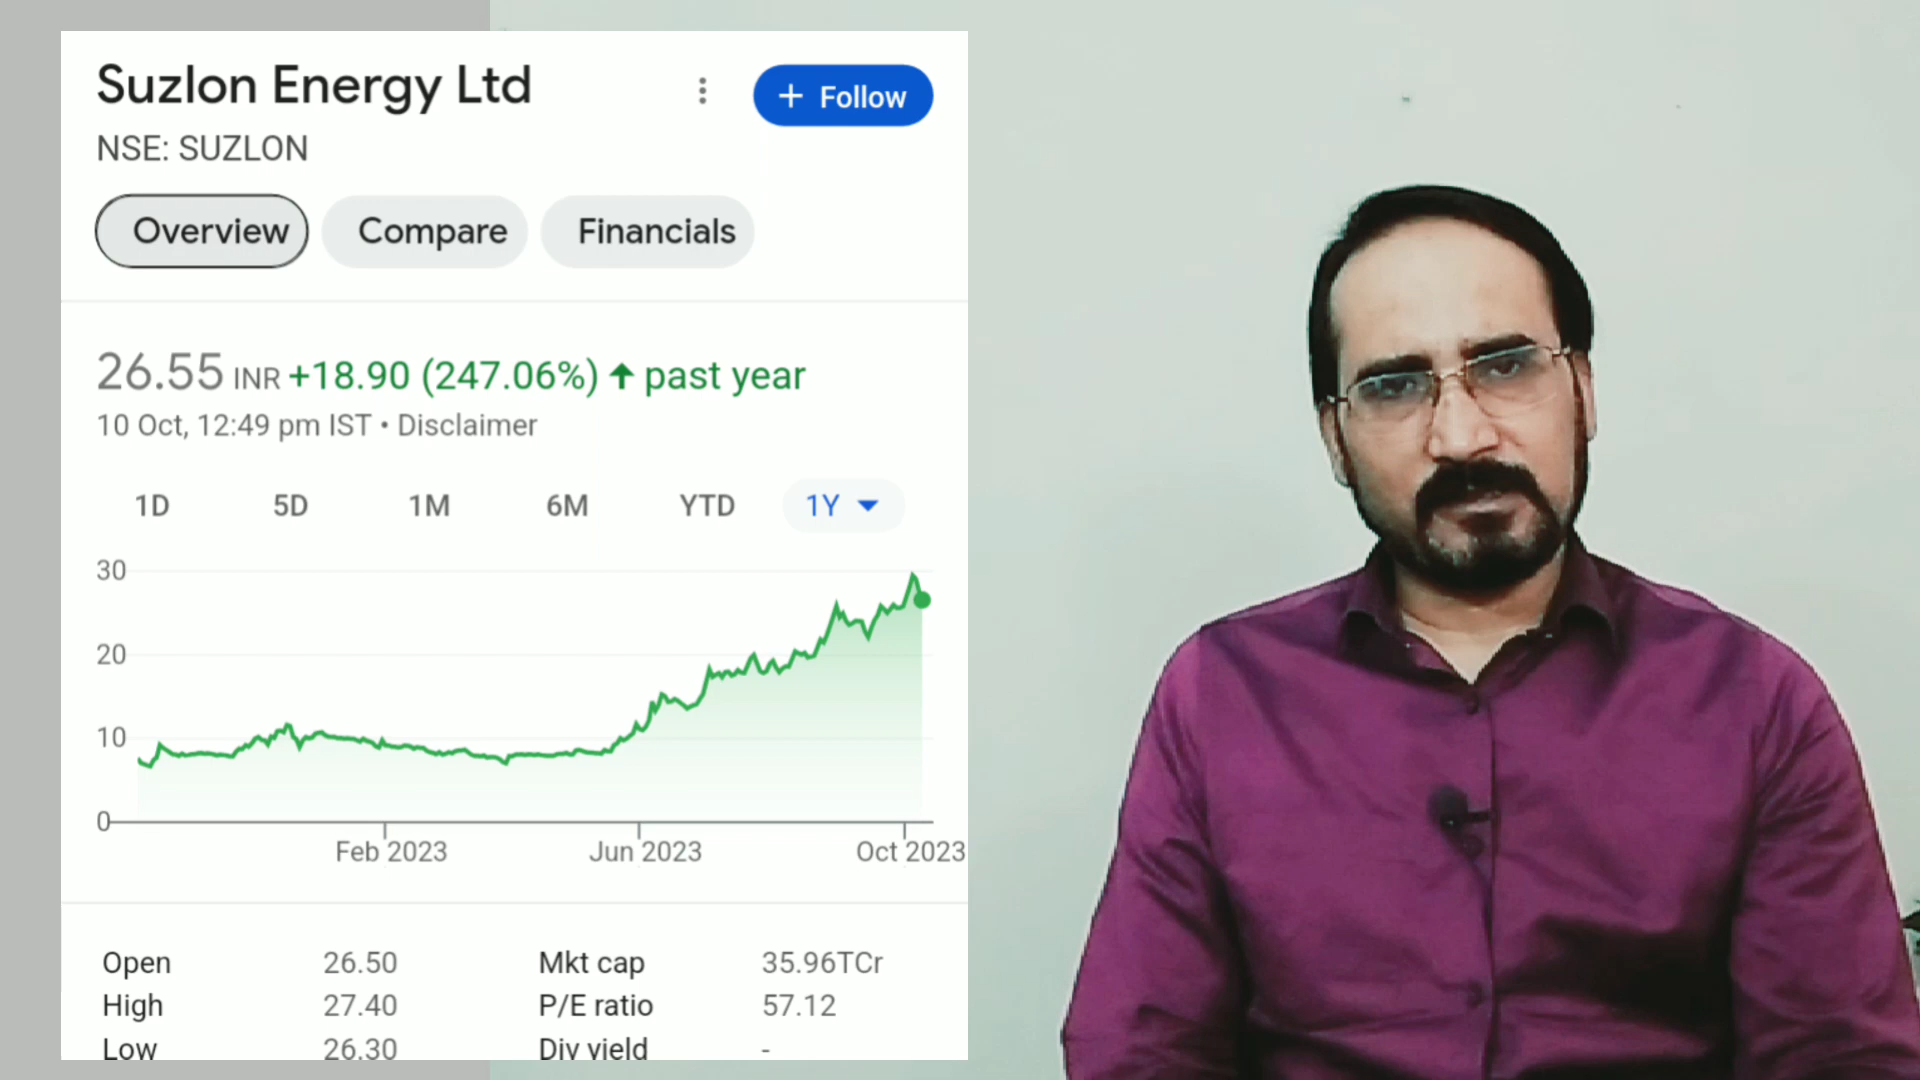 Suzlon Energy Ltd
+ Follow
NSE: SUZLON
Overview Compare Financials
26.55 INR +18.90 (247.06%) ↑ past year
10 Oct, 12:49 pm IST • Disclaimer
1D 5D 1M 6M YTD 1Y
30
20
10
0
Feb 2023 Jun 2023 Oct 2023
Open 26.50 Mkt cap 35.96TCr
High 27.40 P/E ratio 57.12
Low 26.30 Div yield -